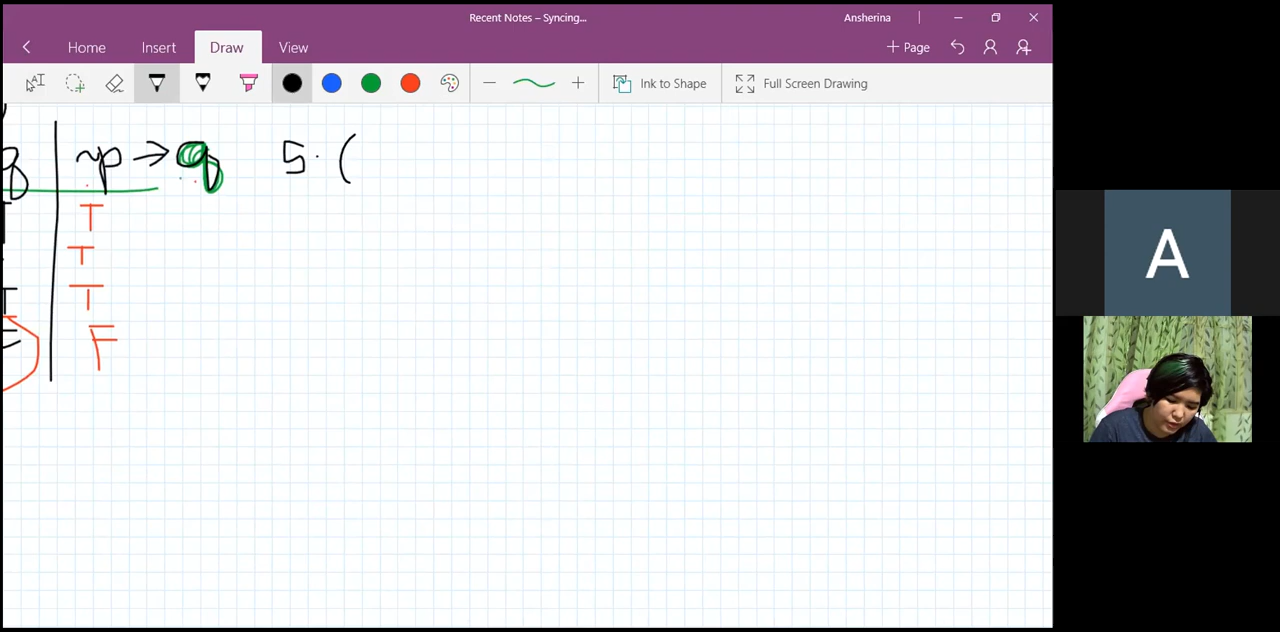 Recent Notes – Syncing...
Ansherina
Home Insert Draw View
+ Page
Ink to Shape
Full Screen Drawing
q ~p → q 5. (
T T
T
T T
F F
A